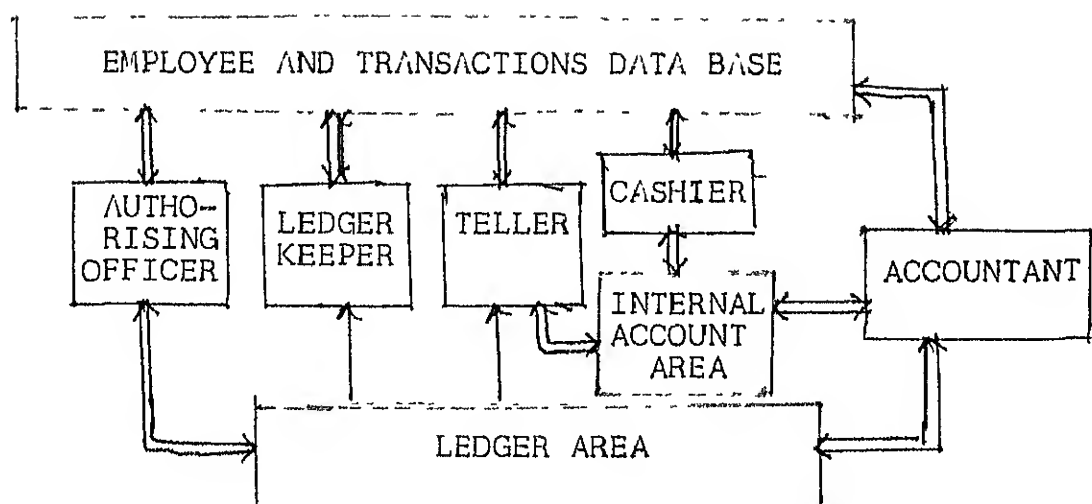 EMPLOYEE AND TRANSACTIONS DATA BASE
AUTHO-
RISING
OFFICER
LEDGER
KEEPER
TELLER
CASHIER
INTERNAL
ACCOUNT
AREA
ACCOUNTANT
LEDGER AREA